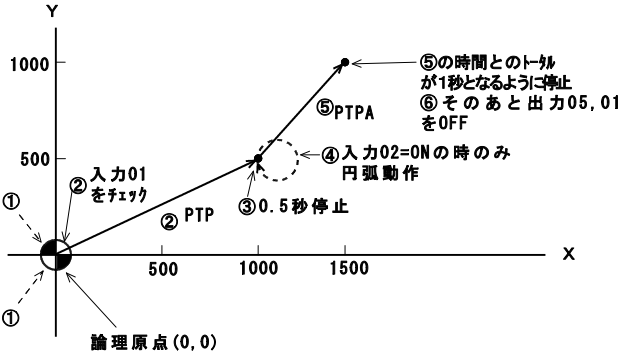 Y
1000
⑤の時間とのトータル
が1秒となるように停止
⑥そのあと出力05,01
をOFF
⑤PTPA
500
②入力01
をチェック
④入力02=ONの時のみ
円弧動作
①
③0.5秒停止
②PTP
X
500
1000
1500
①
論理原点(0,0)